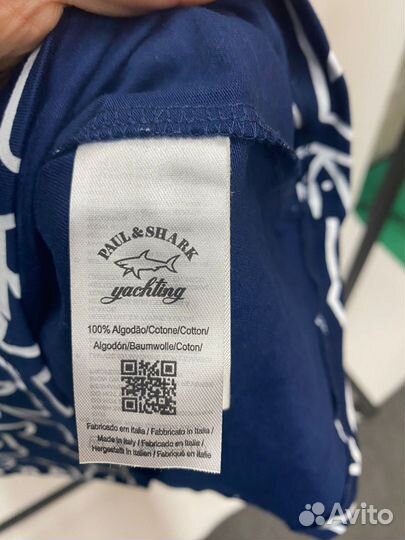 PAUL & SHARK
yachting
100% Algodão/Cotone/Cotton/
Algodón/Baumwolle/Coton/
Fabricado em italia / Fabbricato in Italia /
Made in Italy / Fabricado en Italia /
Hergestellt in Italien / Fabriqué en Italie
Avito